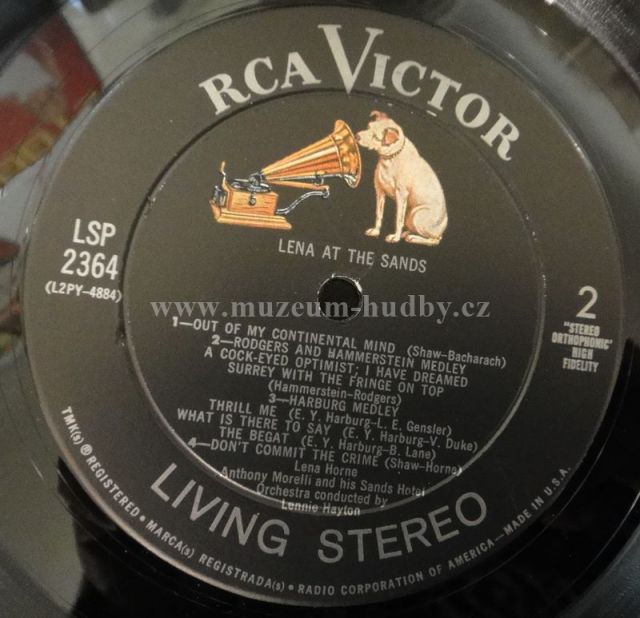 RCA VICTOR
LENA AT THE SANDS
LSP
2364
(L2PY-4884)
2
"STEREO
ORTHOPHONIC"
HIGH
FIDELITY
www.muzeum-hudby.cz
1—OUT OF MY CONTINENTAL MIND (Shaw-Bacharach)
2—RODGERS AND HAMMERSTEIN MEDLEY
A COCK-EYED OPTIMIST; I HAVE DREAMED
SURREY WITH THE FRINGE ON TOP
(Hammerstein-Rodgers)
3—HARBURG MEDLEY
THRILL ME (E. Y. Harburg-L. E. Gensler)
WHAT IS THERE TO SAY (E. Y. Harburg-V. Duke)
THE BEGAT (E. Y. Harburg-B. Lane)
4—DON'T COMMIT THE CRIME (Shaw-Horne)
Lena Horne
Anthony Morelli and his Sands Hotel
Orchestra conducted by
Lennie Hayton
LIVING STEREO
TMK(s) ® REGISTERED • MARCA(s) REGISTRADA(s) • RADIO CORPORATION OF AMERICA—MADE IN U.S.A.